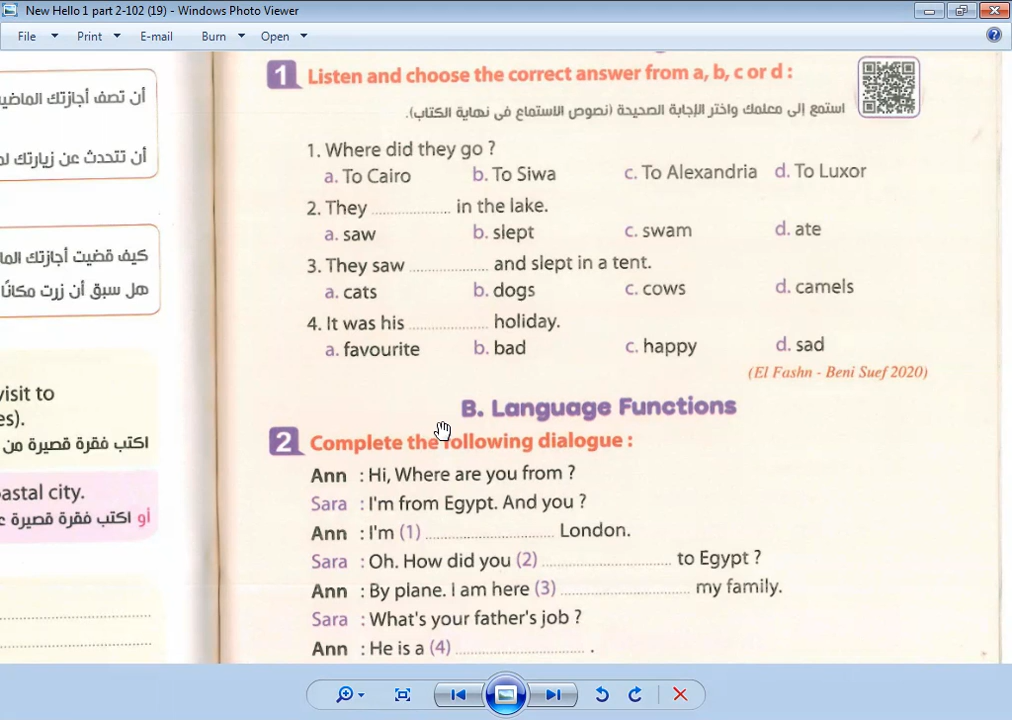 New Hello 1 part 2-102 (19) - Windows Photo Viewer
File Print E-mail Burn Open
أن تصف أجازتك الماضية
أن تتحدث عن زيارتك
كيف قضيت أجازتك
هل سبق أن زرت مكانًا
visit to
es).
اكتب فقرة قصيرة من
oastal city.
أو اكتب فقرة قصيرة
1 Listen and choose the correct answer from a, b, c or d :
استمع إلى معلمك واختر الإجابة الصحيحة (نصوص الاستماع فى نهاية الكتاب).
1. Where did they go ?
a. To Cairo b. To Siwa c. To Alexandria d. To Luxor
2. They .................... in the lake.
a. saw b. slept c. swam d. ate
3. They saw .................... and slept in a tent.
a. cats b. dogs c. cows d. camels
4. It was his .................... holiday.
a. favourite b. bad c. happy d. sad
(El Fashn - Beni Suef 2020)
B. Language Functions
2 Complete the following dialogue :
Ann : Hi, Where are you from ?
Sara : I'm from Egypt. And you ?
Ann : I'm (1) ................................ London.
Sara : Oh. How did you (2) ................................ to Egypt ?
Ann : By plane. I am here (3) ................................ my family.
Sara : What's your father's job ?
Ann : He is a (4) ................................ .